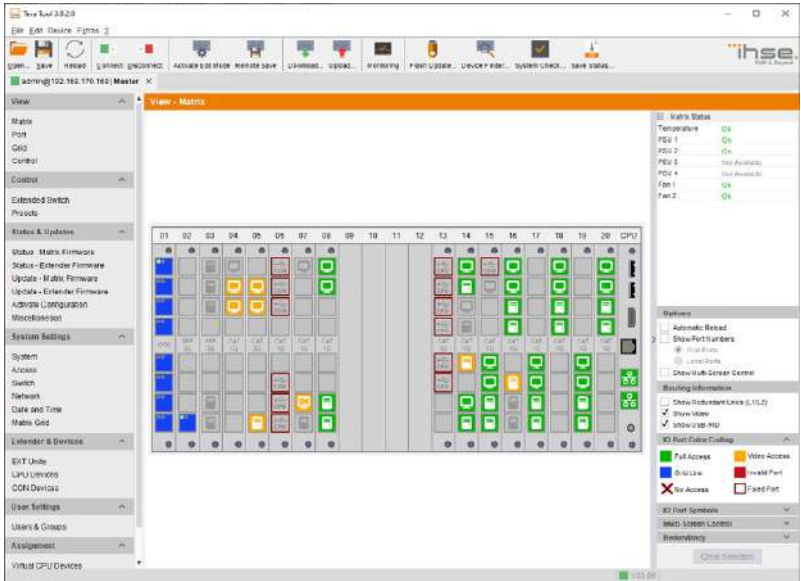 Tera Tool 3.8.2.0
File Edit Device Extras ?
Open... Save Reload Connect Disconnect Activate Edit Mode Remote Save Download... Upload... Monitoring Flash Update... Device Finder... System Check... Save Status...
ihse
admin@192.168.170.168 | Master ×
View
Matrix
Port
Grid
Control
Control
Extended Switch
Presets
Status & Updates
Status - Matrix Firmware
Status - Extender Firmware
Update - Matrix Firmware
Update - Extender Firmware
Activate Configuration
Miscellaneous
System Settings
System
Access
Switch
Network
Date and Time
Matrix Grid
Extender & Devices
EXT Units
CPU Devices
CON Devices
User Settings
Users & Groups
Assignment
Virtual CPU Devices
View - Matrix
01 02 03 04 05 06 07 08 09 10 11 12 13 14 15 16 17 18 19 20 CPU
Matrix Status
Temperature Ok
PSU 1 Ok
PSU 2 Ok
PSU 3 Not Available
PSU 4 Not Available
Fan 1 Ok
Fan 2 Ok
Options
Automatic Reload
Show Port Numbers
Grid Ports
Local Ports
Show Multi-Screen Control
Routing Information
Show Redundant Links (L1/L2)
Show Video
Show USB-HID
IO Port Color Coding
Full Access Video Access
Grid Line Invalid Port
No Access Fixed Port
IO Port Symbols
Multi-Screen Control
Redundancy
Clear Selection